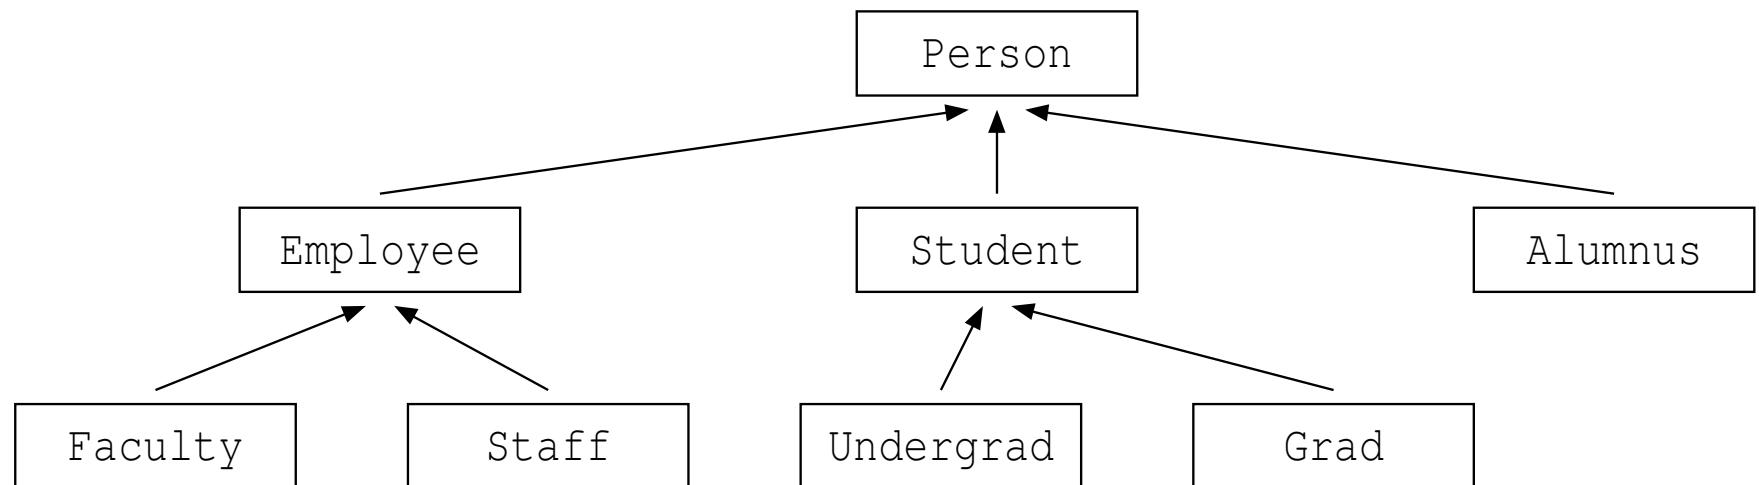 Person
Employee
Student
Alumnus
Faculty
Staff
Undergrad
Grad